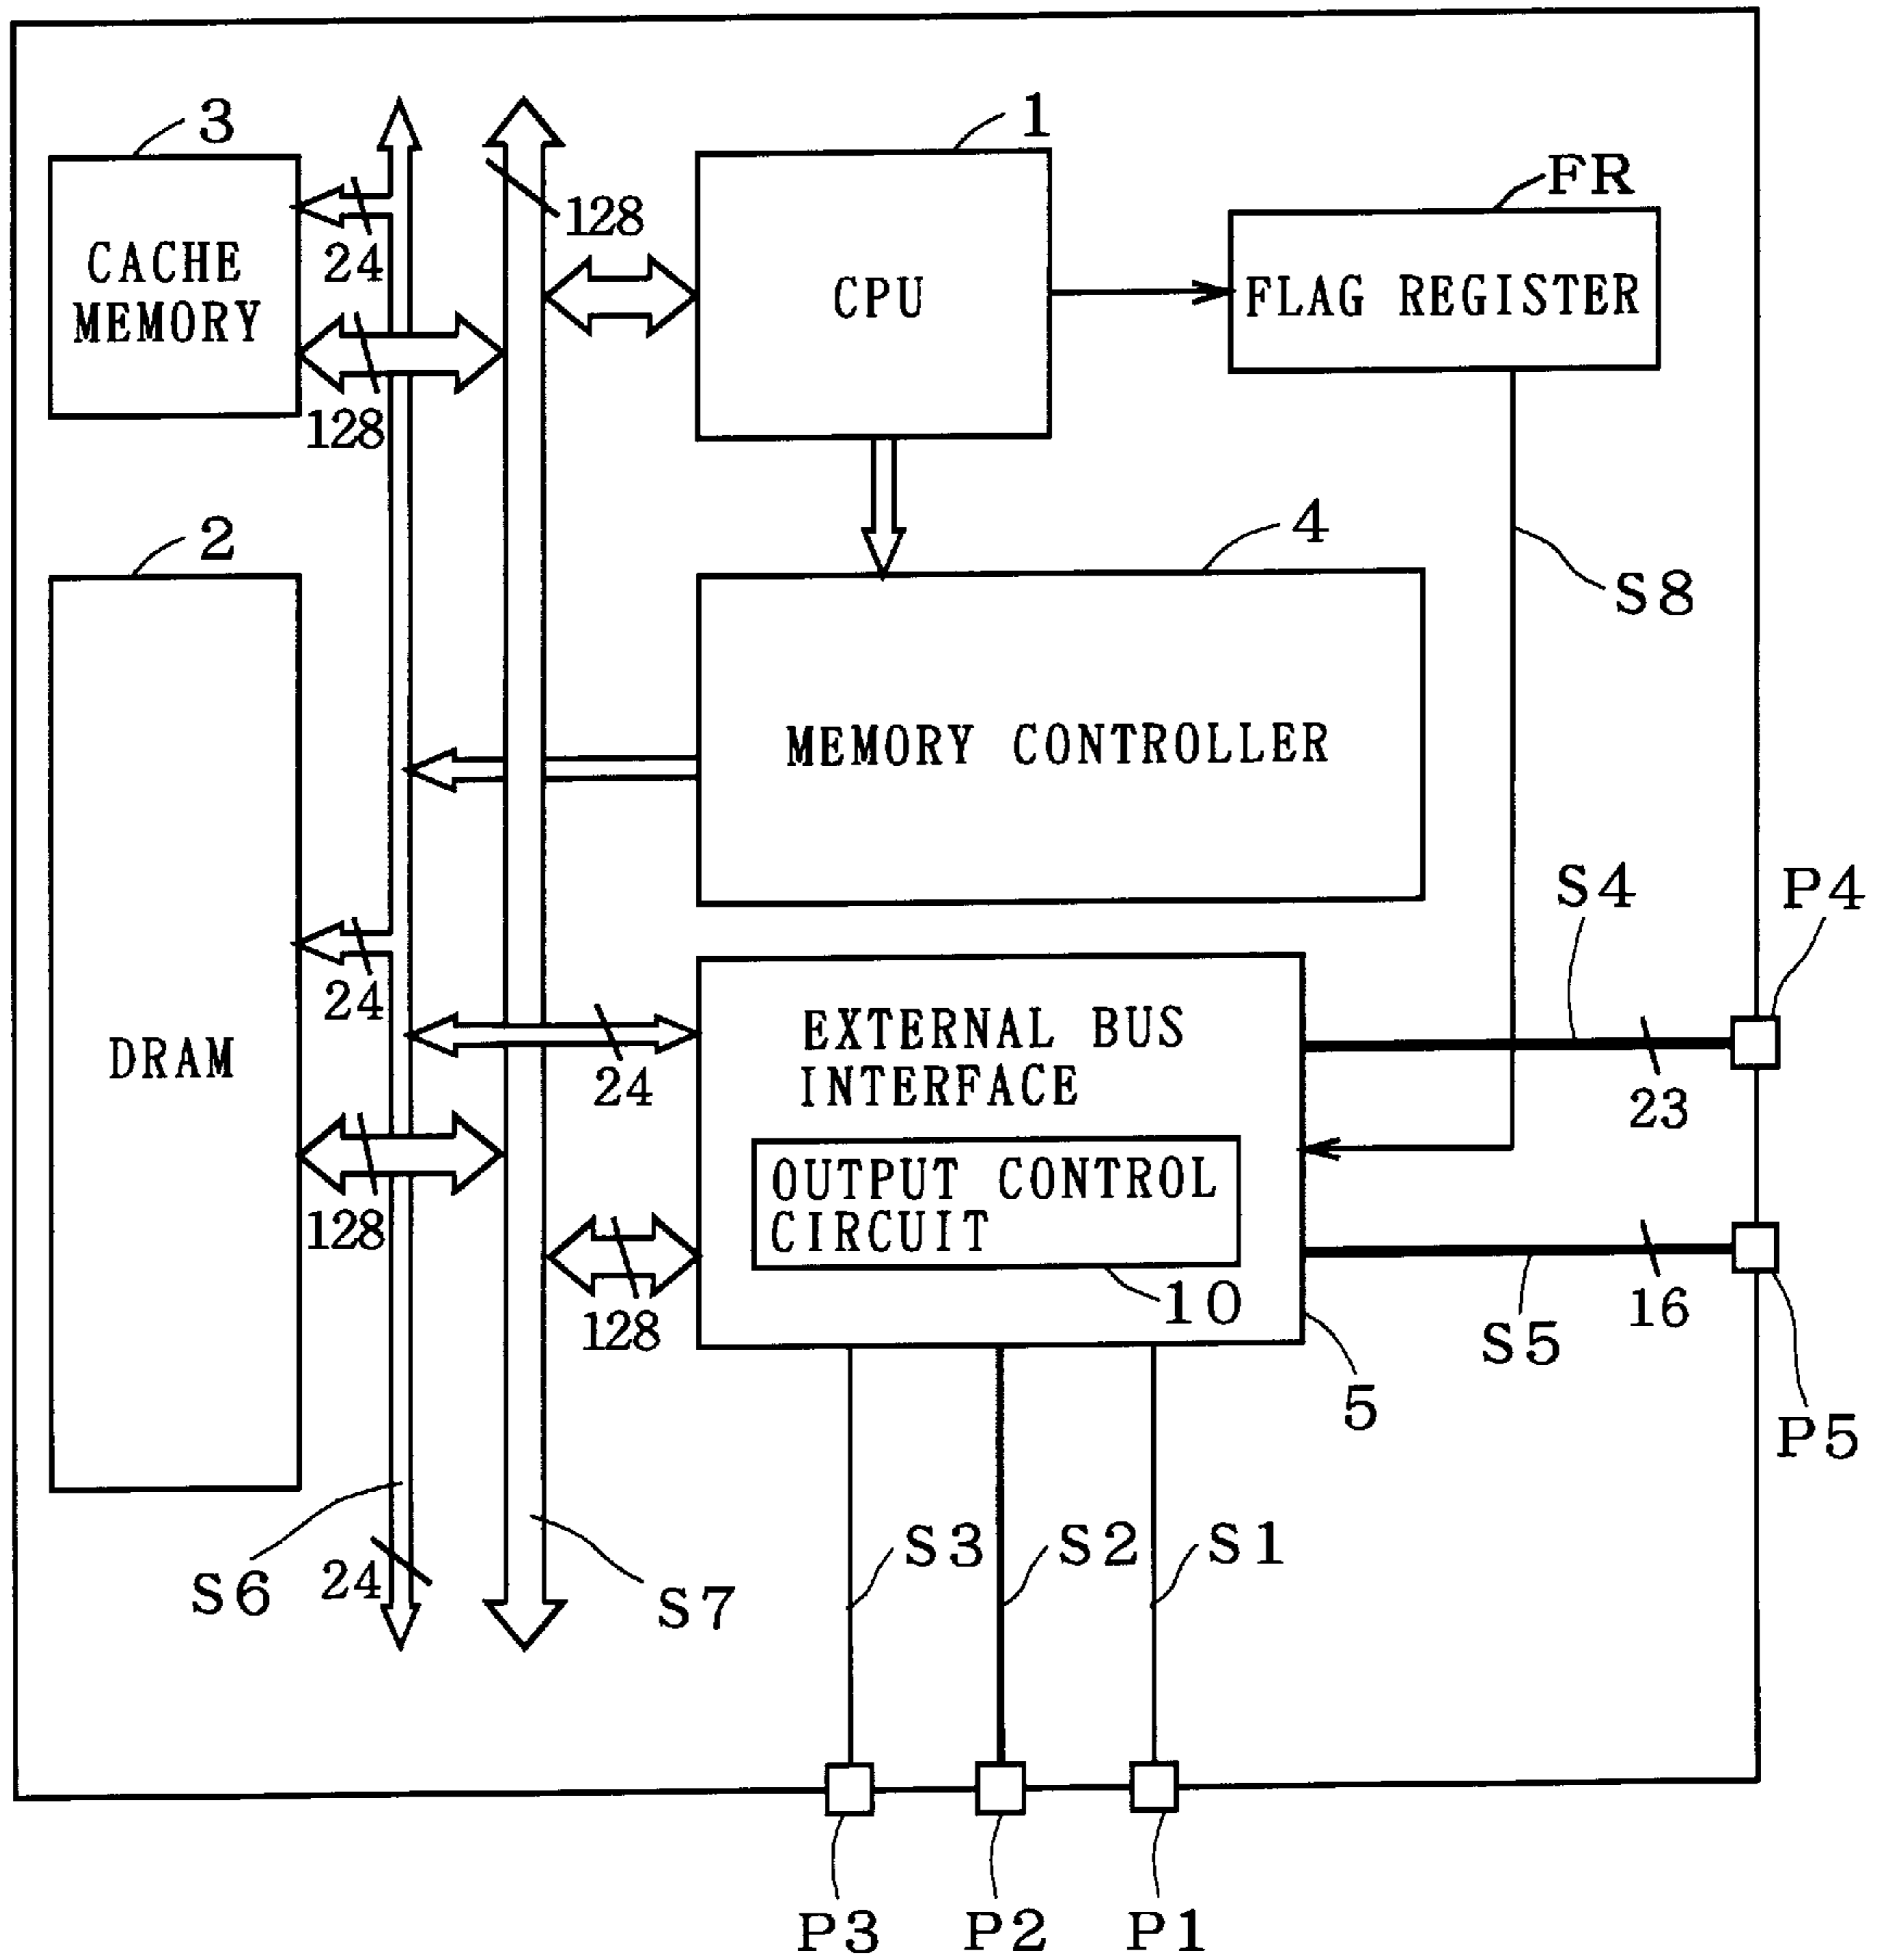 3
1
FR
128
24
CACHE
MEMORY
CPU
FLAG REGISTER
128
2
4
S8
MEMORY CONTROLLER
S4
P4
24
DRAM
EXTERNAL BUS
INTERFACE
24
23
OUTPUT CONTROL
CIRCUIT
128
10
128
16
S5
5
P5
S3
S2
S1
S6
24
S7
P3
P2
P1